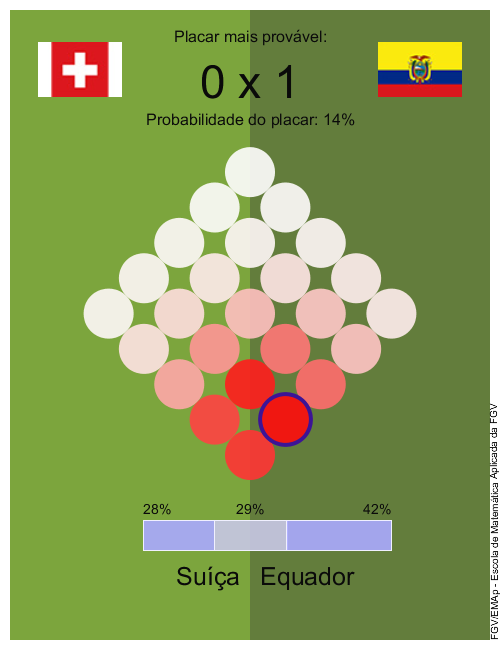 Placar mais provável:
0 x 1
Probabilidade do placar: 14%
28%
29%
42%
Suíça
Equador
FGV/EMAp - Escola de Matemática Aplicada da FGV